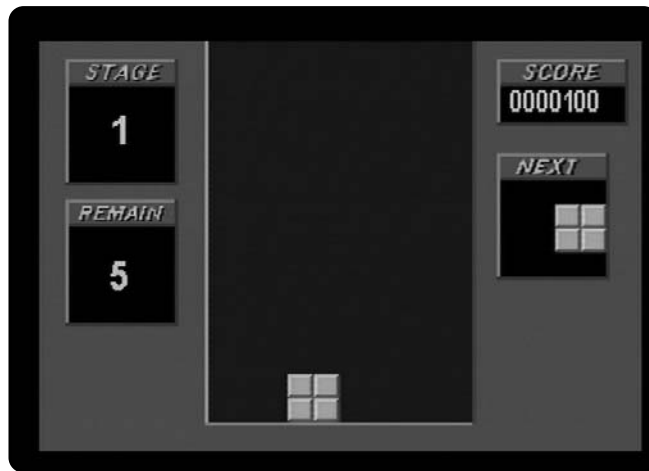 STAGE
1
REMAIN
5
SCORE
0000100
NEXT